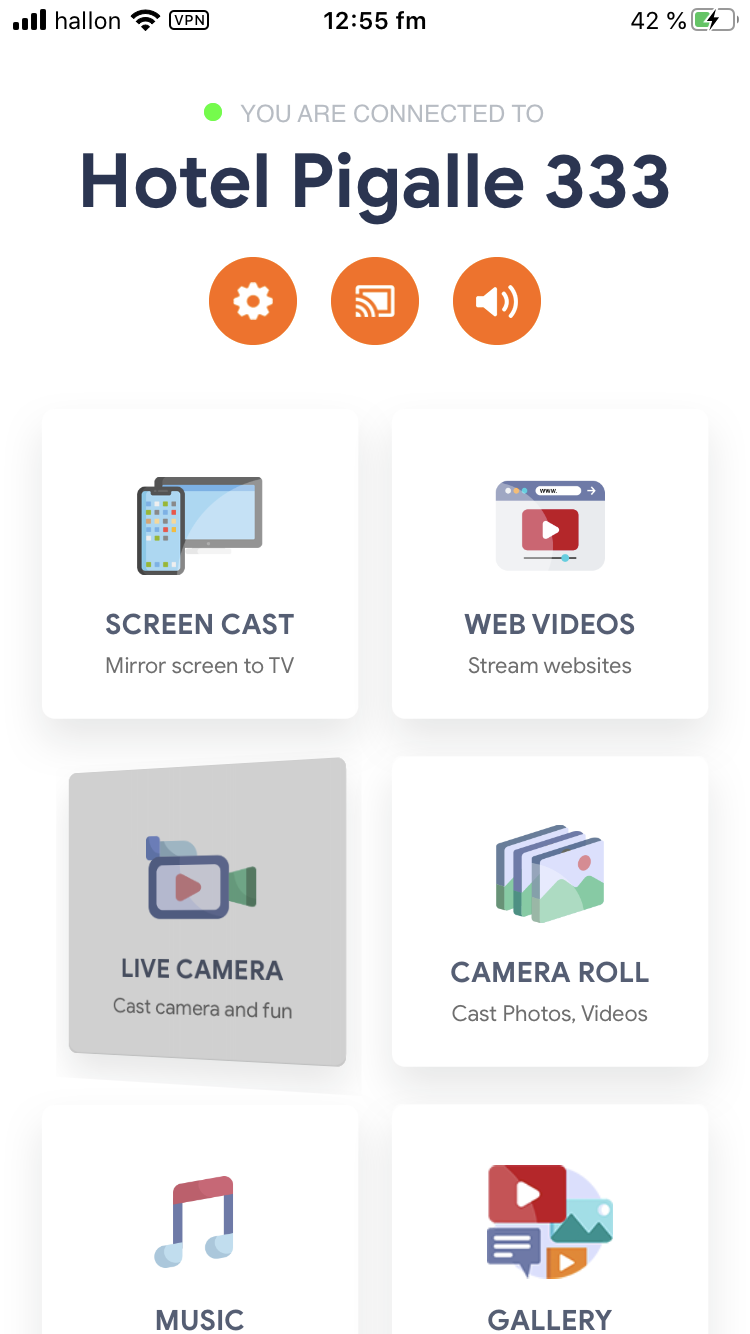 hallon VPN 12:55 fm 42 %
YOU ARE CONNECTED TO
Hotel Pigalle 333
www.
SCREEN CAST
Mirror screen to TV
WEB VIDEOS
Stream websites
LIVE CAMERA
Cast camera and fun
CAMERA ROLL
Cast Photos, Videos
MUSIC
GALLERY